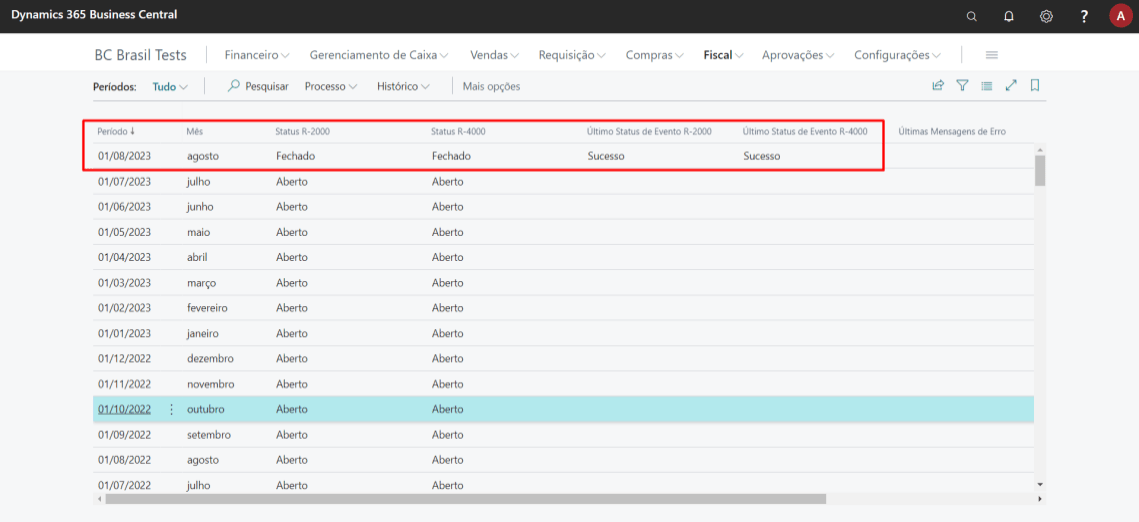 Dynamics 365 Business Central
?
A
BC Brasil Tests Financeiro Gerenciamento de Caixa Vendas Requisição Compras Fiscal Aprovações Configurações
Períodos: Tudo Pesquisar Processo Histórico Mais opções
Período ↓ Mês Status R-2000 Status R-4000 Último Status de Evento R-2000 Último Status de Evento R-4000 Últimas Mensagens de Erro
01/08/2023 agosto Fechado Fechado Sucesso Sucesso
01/07/2023 julho Aberto Aberto
01/06/2023 junho Aberto Aberto
01/05/2023 maio Aberto Aberto
01/04/2023 abril Aberto Aberto
01/03/2023 março Aberto Aberto
01/02/2023 fevereiro Aberto Aberto
01/01/2023 janeiro Aberto Aberto
01/12/2022 dezembro Aberto Aberto
01/11/2022 novembro Aberto Aberto
01/10/2022 outubro Aberto Aberto
01/09/2022 setembro Aberto Aberto
01/08/2022 agosto Aberto Aberto
01/07/2022 julho Aberto Aberto